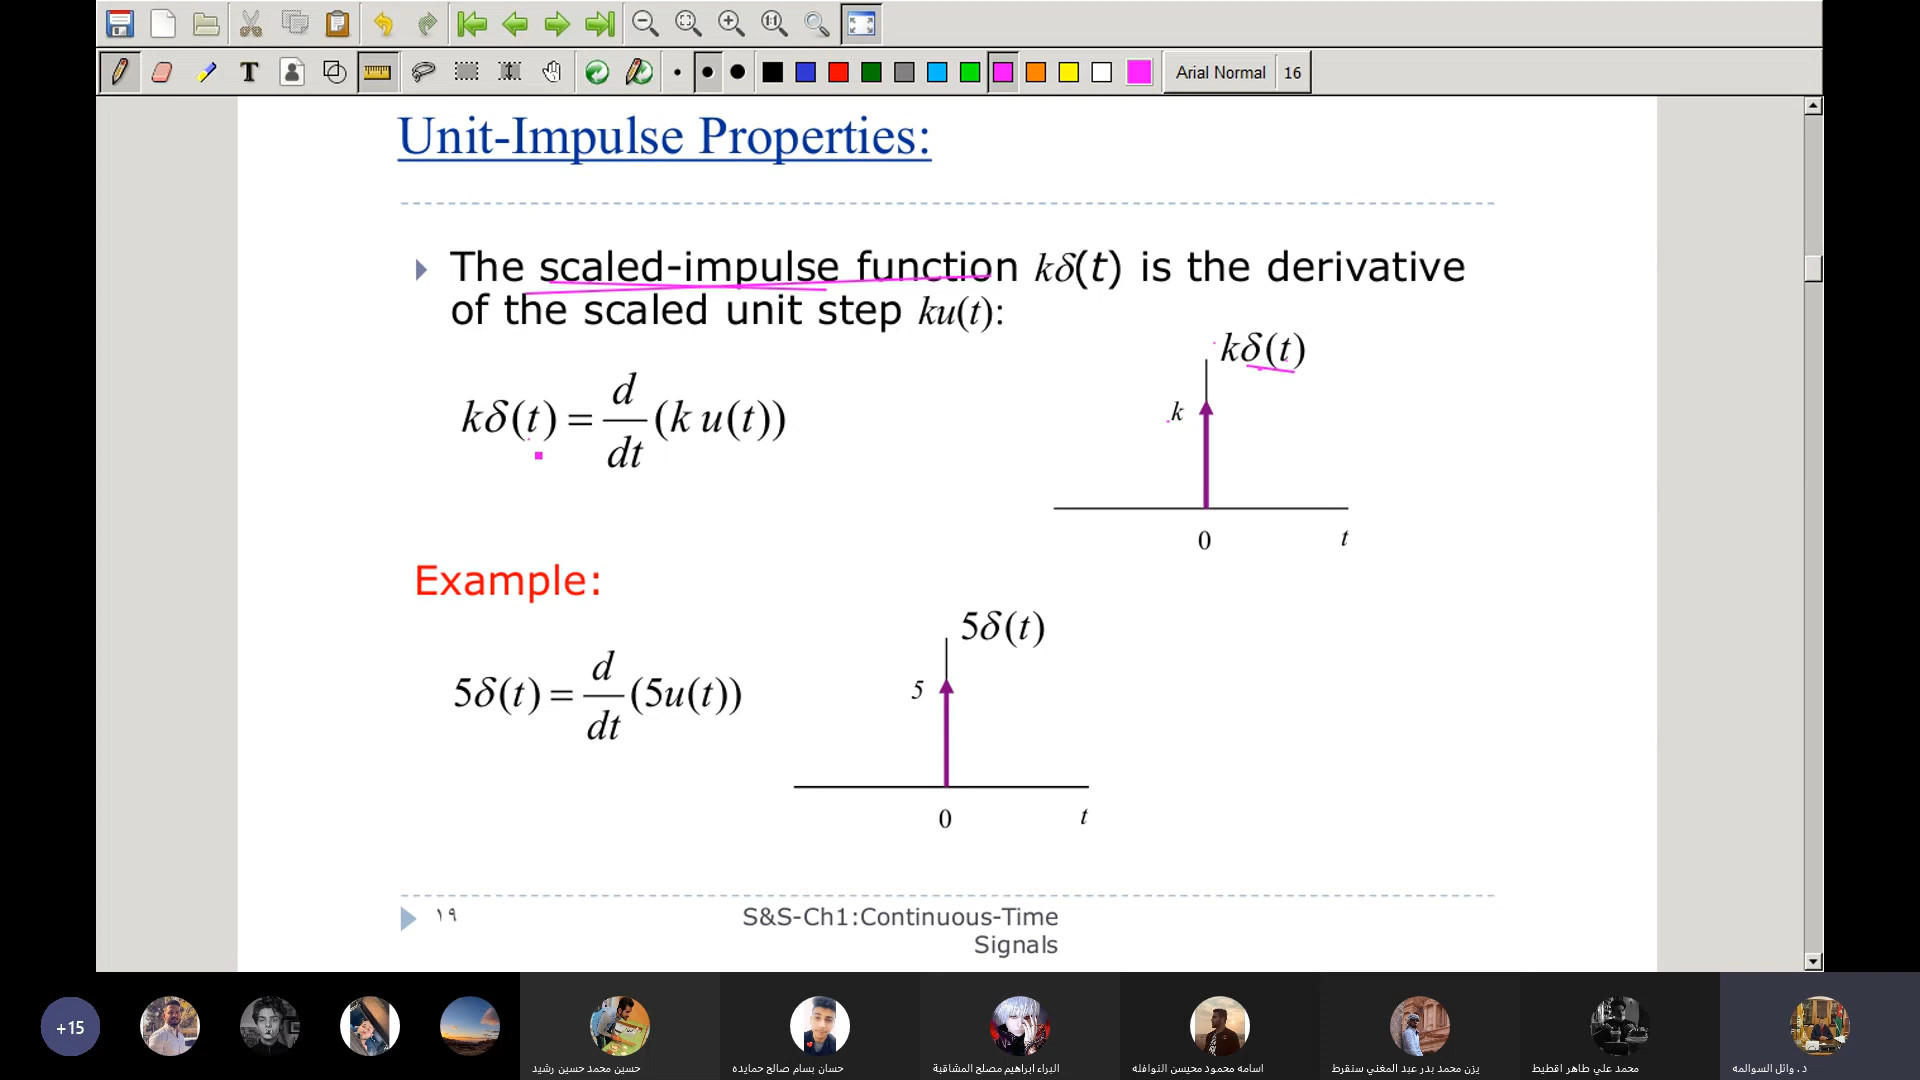 Arial Normal 16
Unit-Impulse Properties:
The scaled-impulse function kδ(t) is the derivative
of the scaled unit step ku(t):
kδ(t)
kδ(t) = d/dt (k u(t))
k
0 t
Example:
5δ(t)
5δ(t) = d/dt (5u(t))
5
0 t
١٩
S&S-Ch1:Continuous-Time
Signals
+15
حسين محمد حسين رشيد
حسان بسام صالح حمايده
البراء ابراهيم مصلح المشاقبة
اسامه محمود محيسن النوافله
يزن محمد بدر عبد المغني سنقرط
محمد علي طاهر اقطيط
د. وائل السوالمه